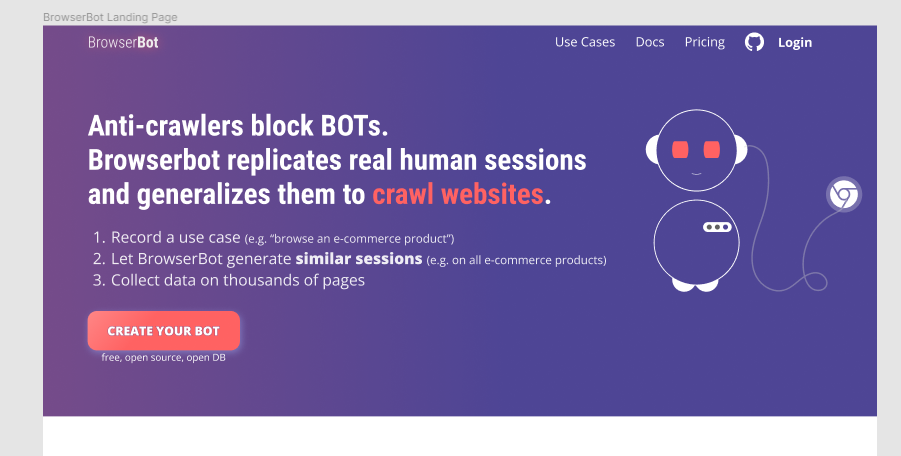 BrowserBot Landing Page
BrowserBot
Use Cases Docs Pricing Login
Anti-crawlers block BOTs.
Browserbot replicates real human sessions
and generalizes them to crawl websites.
1. Record a use case (e.g. “browse an e-commerce product”)
2. Let BrowserBot generate similar sessions (e.g. on all e-commerce products)
3. Collect data on thousands of pages
CREATE YOUR BOT
free, open source, open DB